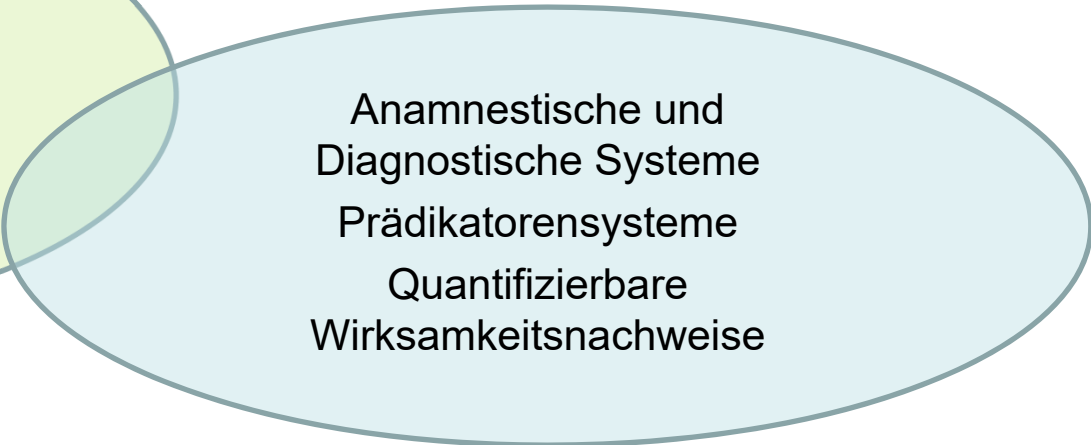 Anamnestische und
Diagnostische Systeme
Prädikatorensysteme
Quantifizierbare
Wirksamkeitsnachweise